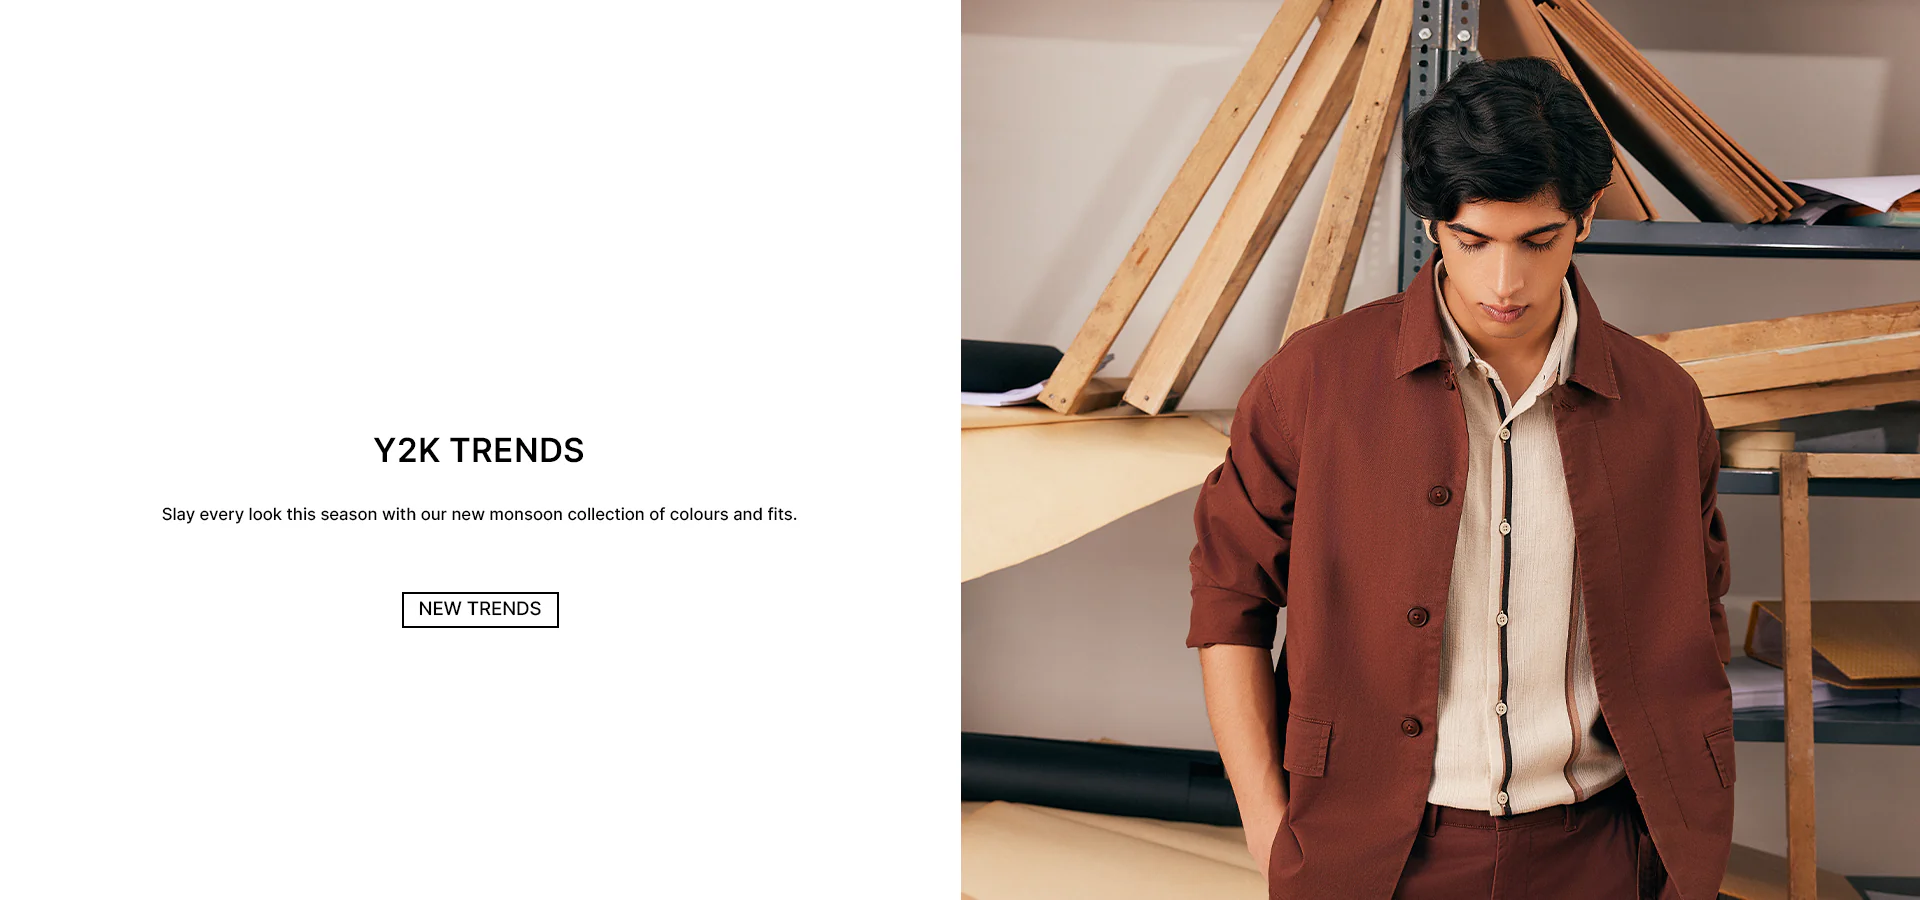 Y2K TRENDS
Slay every look this season with our new monsoon collection of colours and fits.
NEW TRENDS